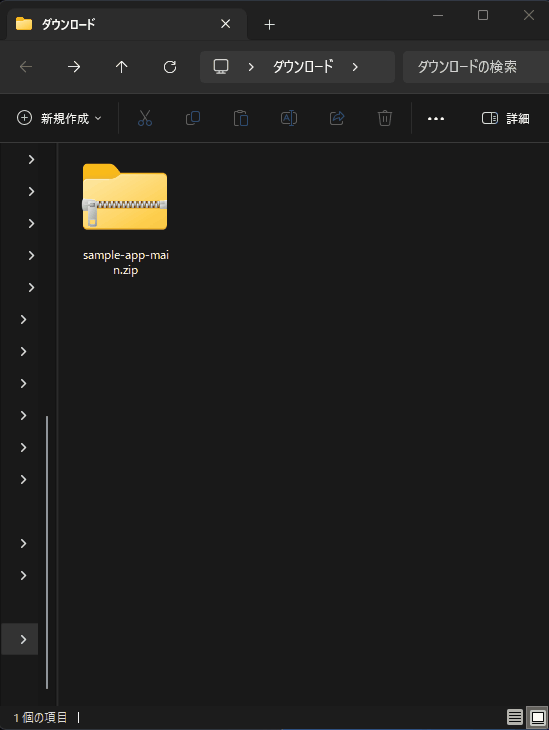 ダウンロード
ダウンロード
ダウンロードの検索
新規作成
詳細
sample-app-mai
n.zip
1 個の項目